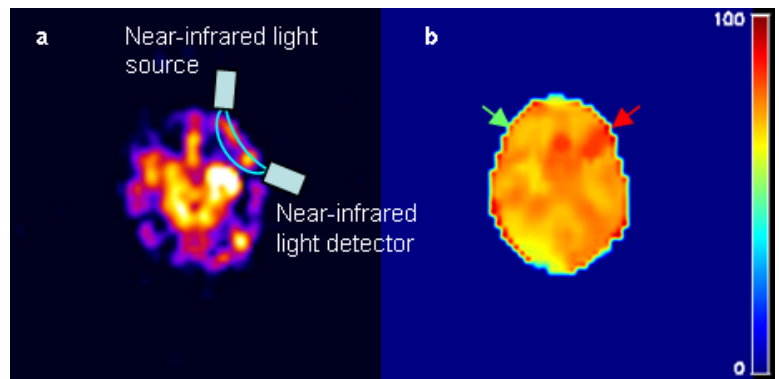 a
Near-infrared light
source
Near-infrared
light detector
b
100
0